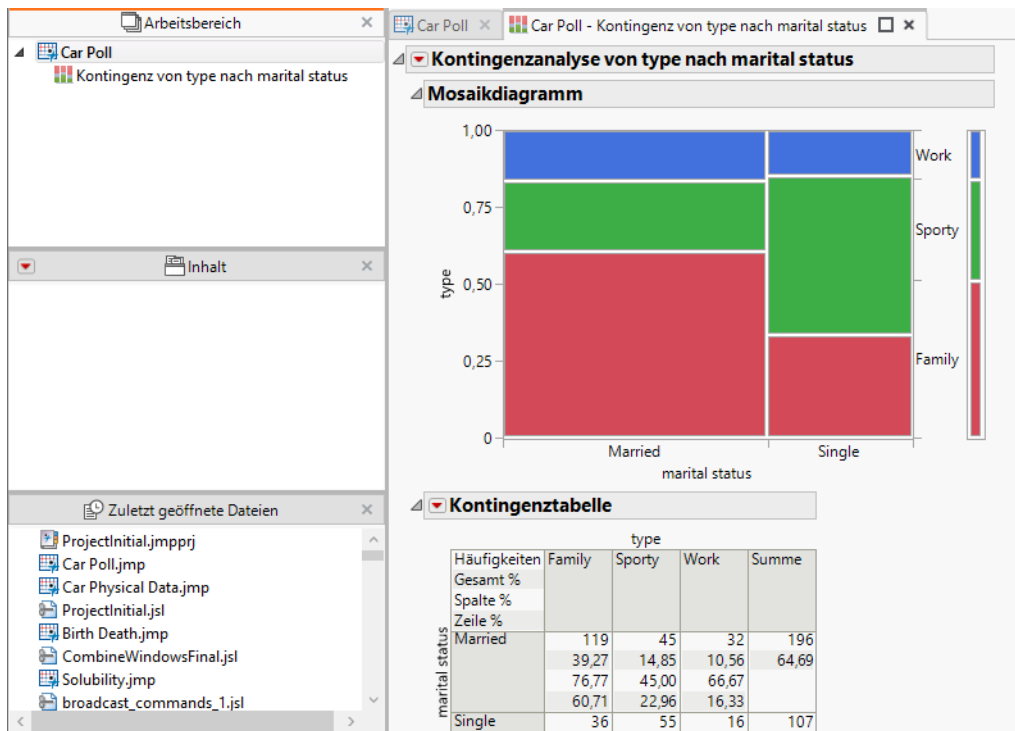 Arbeitsbereich
Car Poll
Kontingenz von type nach marital status
Inhalt
Zuletzt geöffnete Dateien
ProjectInitial.jmpprj
Car Poll.jmp
Car Physical Data.jmp
ProjectInitial.jsl
Birth Death.jmp
CombineWindowsFinal.jsl
Solubility.jmp
broadcast_commands_1.jsl
Car Poll
Car Poll - Kontingenz von type nach marital status
Kontingenzanalyse von type nach marital status
Mosaikdiagramm
1,00
0,75
0,50
0,25
0
type
Work
Sporty
Family
Married Single
marital status
Kontingenztabelle
type
marital status
Häufigkeiten Family Sporty Work Summe
Gesamt %
Spalte %
Zeile %
Married 119 45 32 196
39,27 14,85 10,56 64,69
76,77 45,00 66,67
60,71 22,96 16,33
Single 36 55 16 107